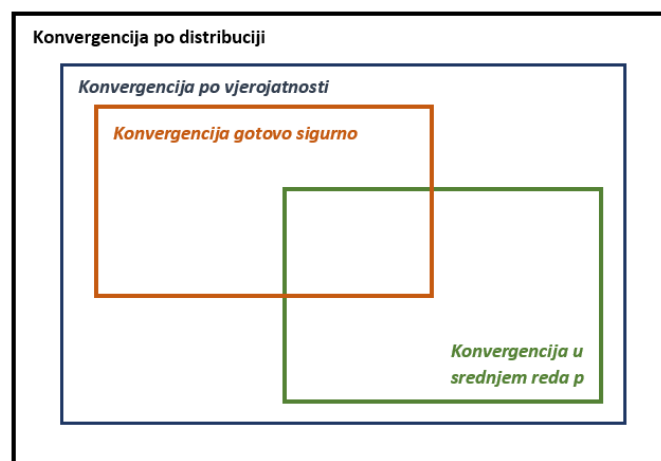 Konvergencija po distribuciji
Konvergencija po vjerojatnosti
Konvergencija gotovo sigurno
Konvergencija u
srednjem reda p